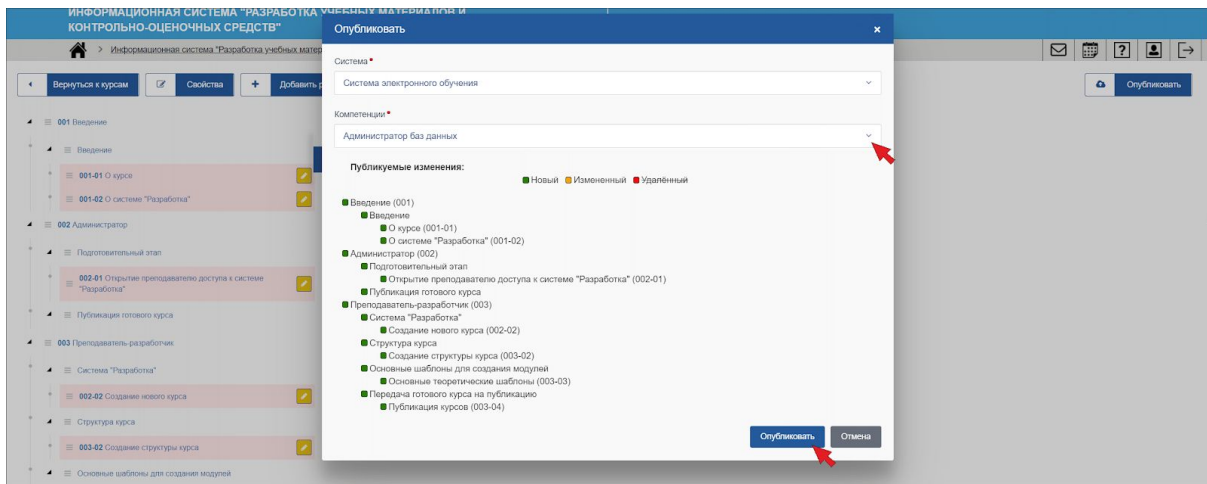 ИНФОРМАЦИОННАЯ СИСТЕМА "РАЗРАБОТКА УЧЕБНЫХ МАТЕРИАЛОВ И
КОНТРОЛЬНО-ОЦЕНОЧНЫХ СРЕДСТВ"
> Информационная система "Разработка учебных матер
Вернуться к курсам
Свойства
+ Добавить р
Опубликовать
001 Введение
Введение
001-01 О курсе
001-02 О системе "Разработка"
002 Администратор
Подготовительный этап
002-01 Открытие преподавателю доступа к системе
"Разработка"
Публикация готового курса
003 Преподаватель-разработчик
Система "Разработка"
002-02 Создание нового курса
Структура курса
003-02 Создание структуры курса
Основные шаблоны для создания модулей
Опубликовать
×
Система *
Система электронного обучения
Компетенции *
Администратор баз данных
Публикуемые изменения:
Новый Измененный Удалённый
Введение (001)
Введение
О курсе (001-01)
О системе "Разработка" (001-02)
Администратор (002)
Подготовительный этап
Открытие преподавателю доступа к системе "Разработка" (002-01)
Публикация готового курса
Преподаватель-разработчик (003)
Система "Разработка"
Создание нового курса (002-02)
Структура курса
Создание структуры курса (003-02)
Основные шаблоны для создания модулей
Основные теоретические шаблоны (003-03)
Передача готового курса на публикацию
Публикация курсов (003-04)
Опубликовать
Отмена